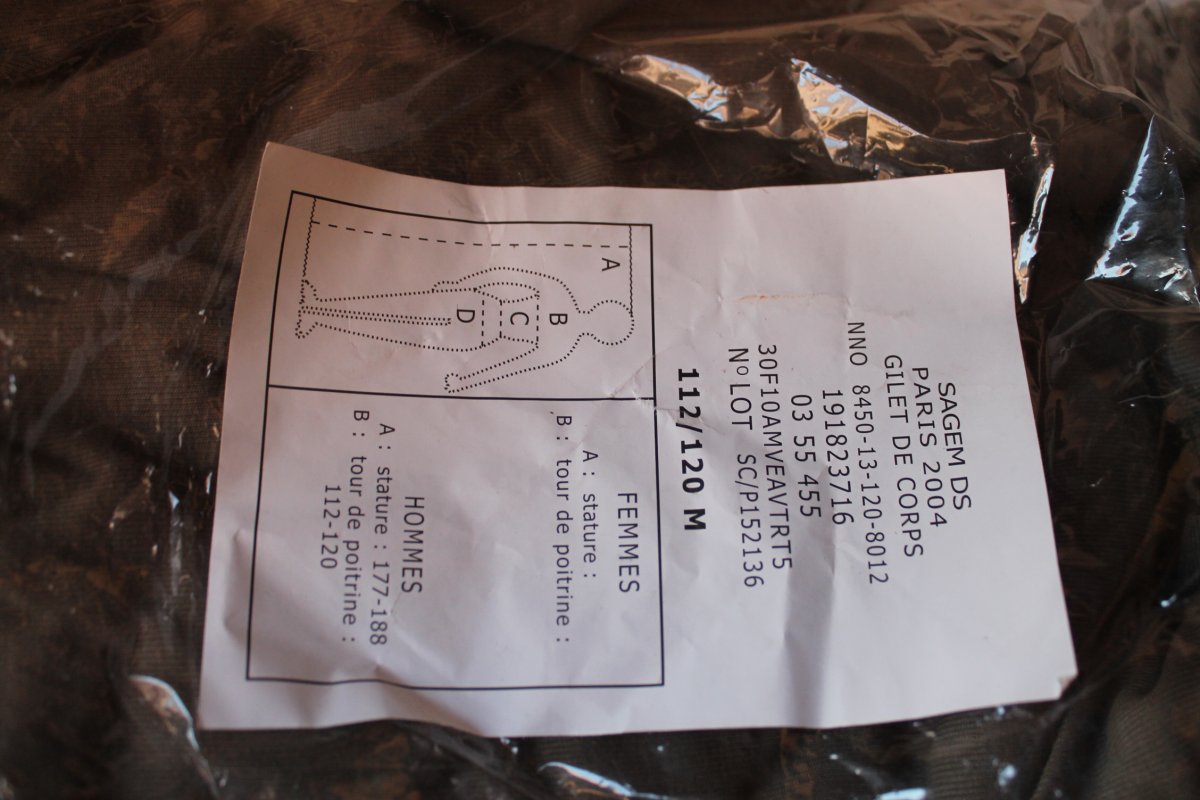 SAGEM DS
PARIS 2004
GILET DE CORPS
NNO 8450-13-120-8012
191823716
03 55 455
30F10AMVEAVTRT5
NºLOT SC/P152136
112/120 M
A
B
C
D
FEMMES
A : stature :
B : tour de poitrine :
HOMMES
A : stature : 177-188
B : tour de poitrine :
112-120